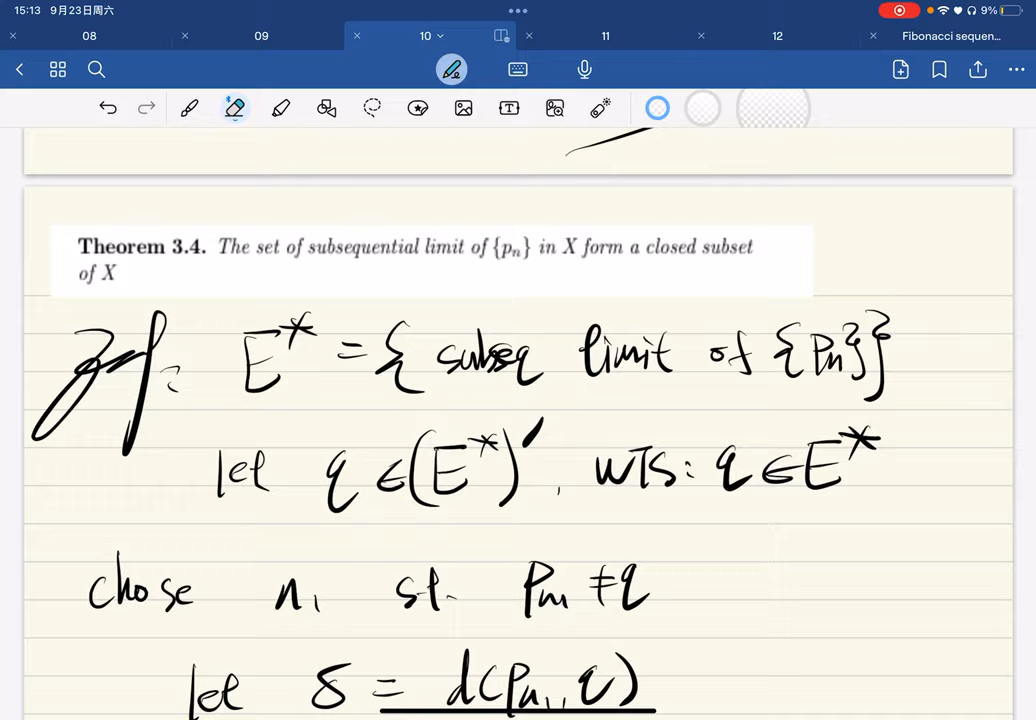 15:13 9月23日周六 9%
08 09 10 11 12 Fibonacci sequen...
Theorem 3.4. The set of subsequential limit of {pₙ} in X form a closed subset
of X
E* = { subseq limit of {Pn}}
let q ∈ (E*)′, WTS: q ∈ E*
chose n₁ st. Pn₁ ≠ q
let δ = d(Pn₁, q)